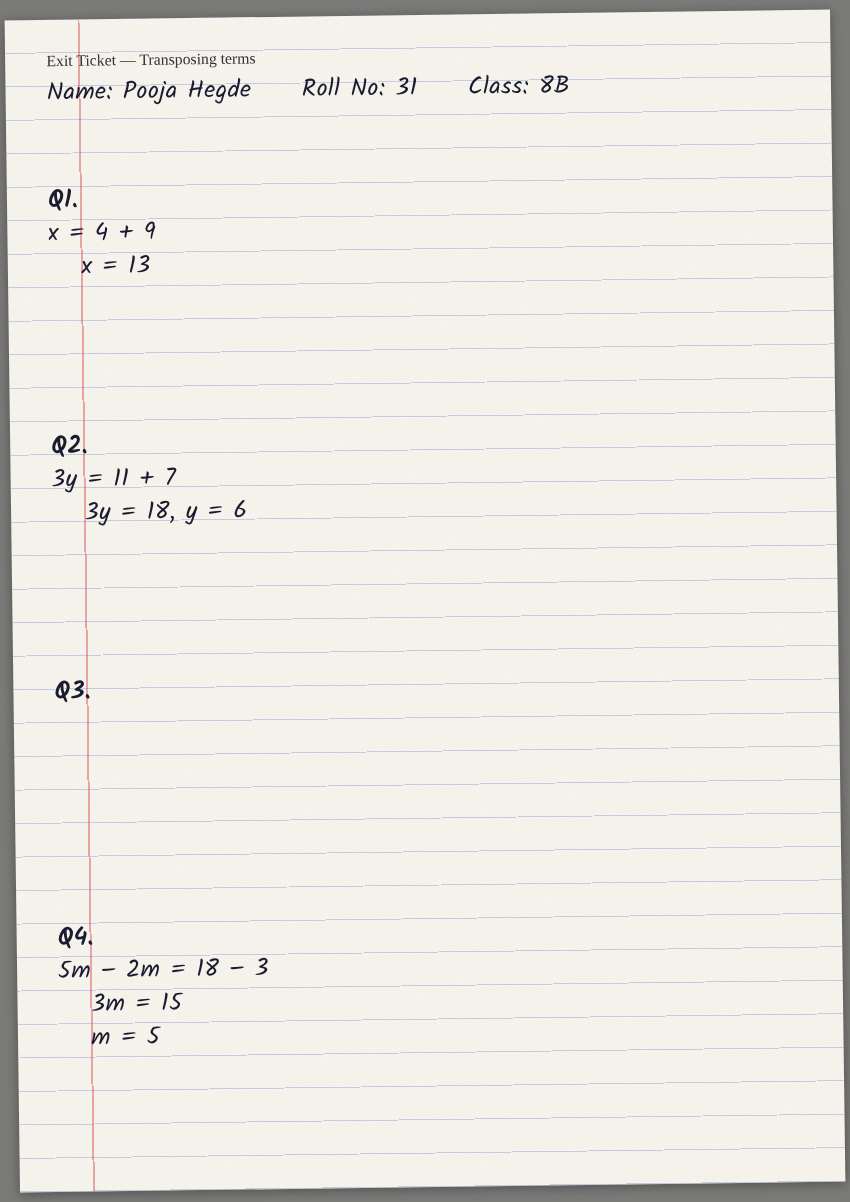 Exit Ticket — Transposing terms
Name: Pooja Hegde Roll No: 31 Class: 8B
Q1.
x = 4 + 9
x = 13
Q2.
3y = 11 + 7
3y = 18, y = 6
Q3.
Q4.
5m − 2m = 18 − 3
3m = 15
m = 5